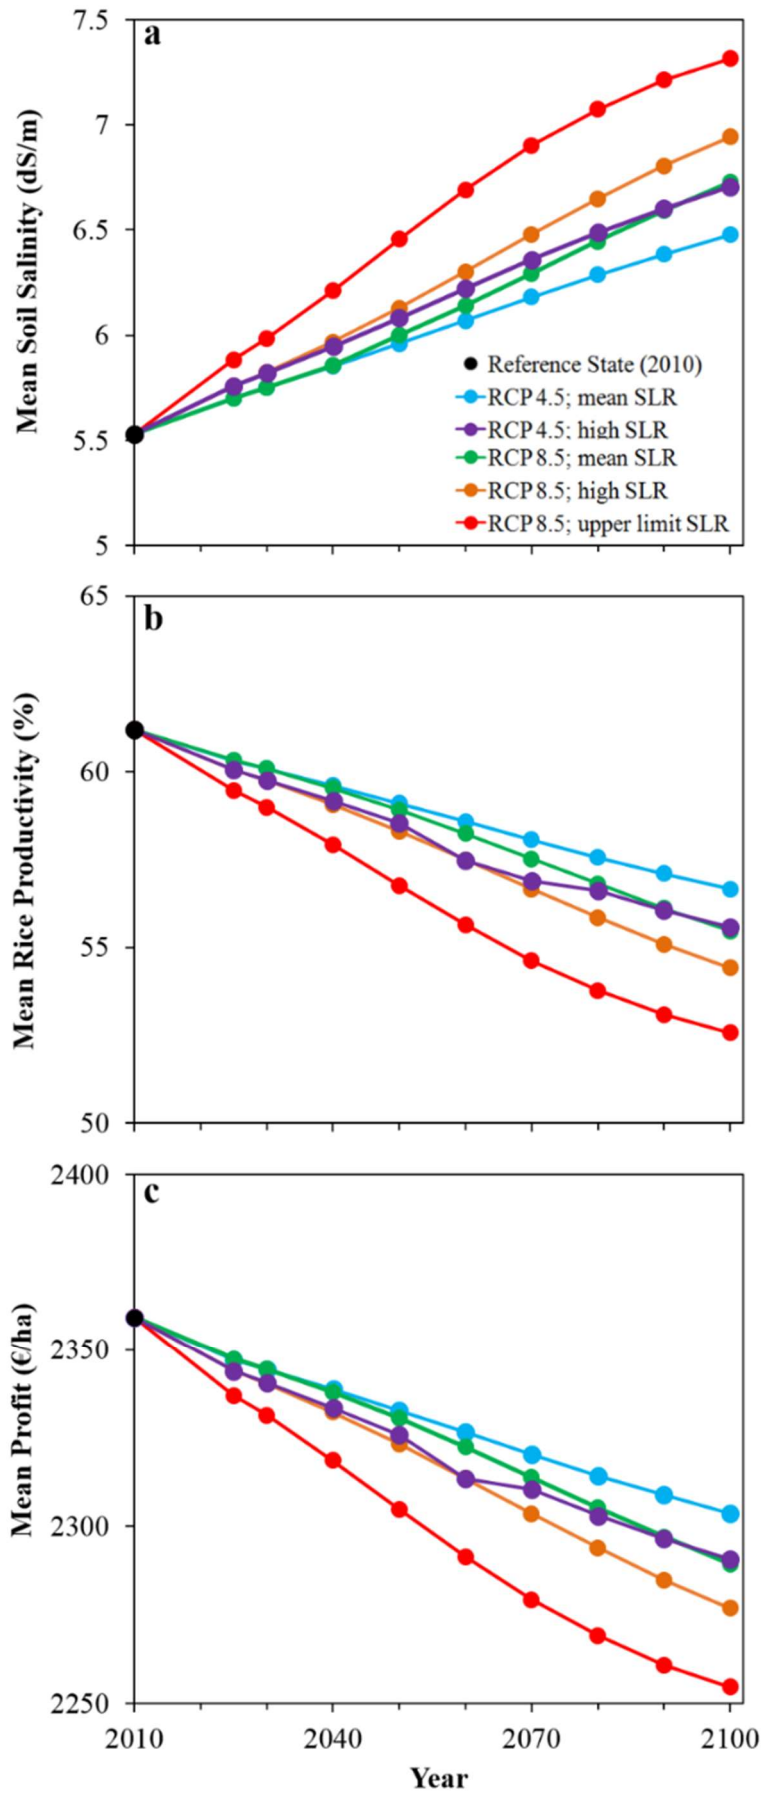 a
7.5
7
6.5
6
5.5
5
Mean Soil Salinity (dS/m)
Reference State (2010)
RCP 4.5; mean SLR
RCP 4.5; high SLR
RCP 8.5; mean SLR
RCP 8.5; high SLR
RCP 8.5; upper limit SLR
b
65
60
55
50
Mean Rice Productivity (%)
c
2400
2350
2300
2250
Mean Profit (€/ha)
2010 2040 2070 2100
Year